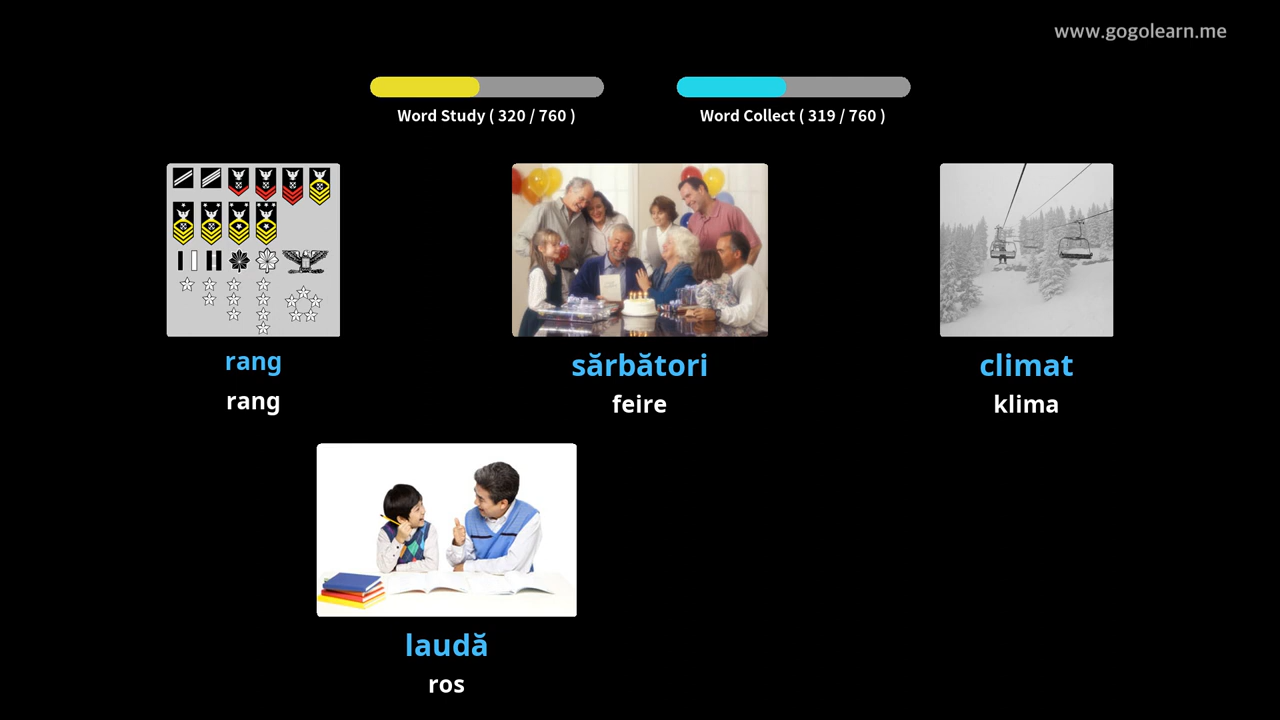 www.gogolearn.me
Word Study ( 320 / 760 )
Word Collect ( 319 / 760 )
rang
rang
sărbători
feire
climat
klima
laudă
ros